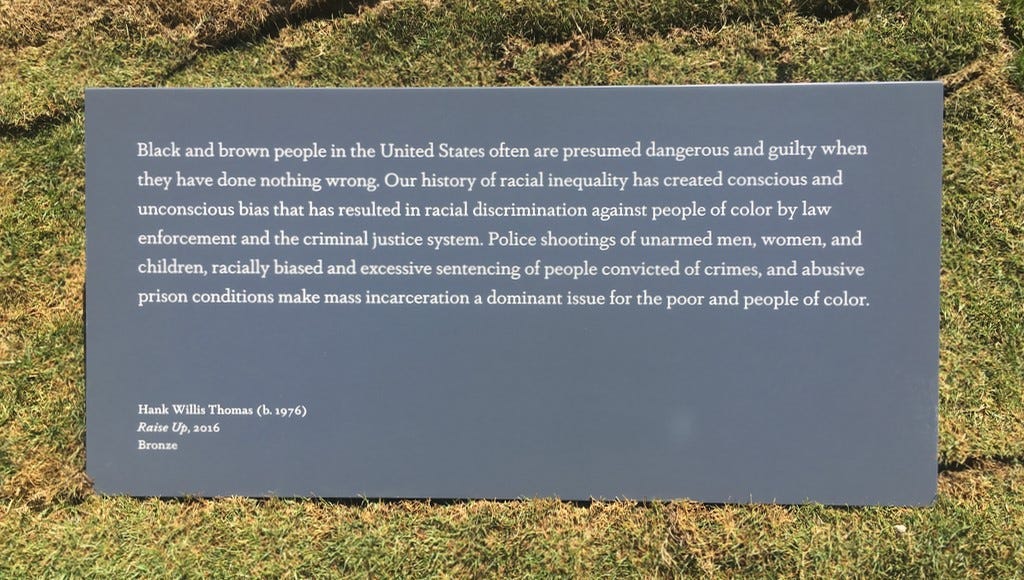 Black and brown people in the United States often are presumed dangerous and guilty when
they have done nothing wrong. Our history of racial inequality has created conscious and
unconscious bias that has resulted in racial discrimination against people of color by law
enforcement and the criminal justice system. Police shootings of unarmed men, women, and
children, racially biased and excessive sentencing of people convicted of crimes, and abusive
prison conditions make mass incarceration a dominant issue for the poor and people of color.
Hank Willis Thomas (b. 1976)
Raise Up, 2016
Bronze